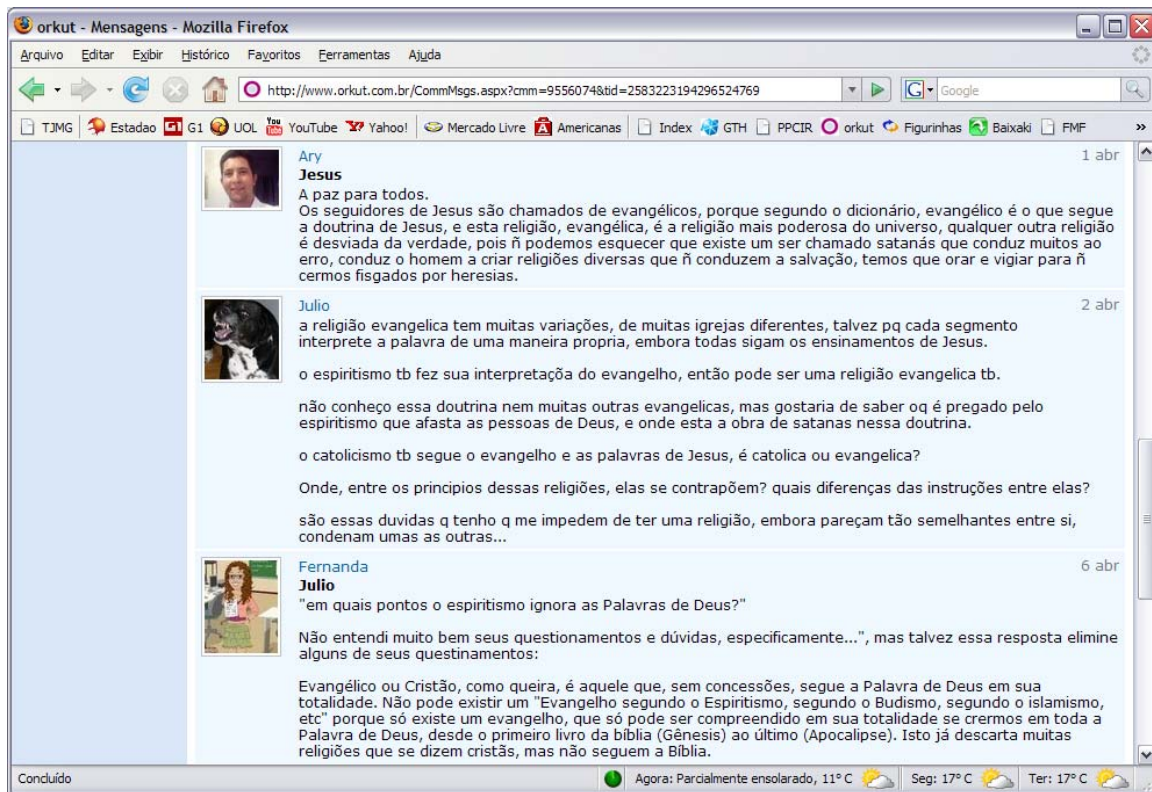 orkut - Mensagens - Mozilla Firefox
Arquivo Editar Exibir Histórico Favoritos Ferramentas Ajuda
http://www.orkut.com.br/CommMsgs.aspx?cmm=9556074&tid=2583223194296524769 G Google
TJMG Estadao G1 UOL You Tube YouTube Yahoo! Mercado Livre Americanas Index GTH PPCIR orkut Figurinhas Baixaki FMF »
Ary 1 abr
Jesus
A paz para todos.
Os seguidores de Jesus são chamados de evangélicos, porque segundo o dicionário, evangélico é o que segue
a doutrina de Jesus, e esta religião, evangélica, é a religião mais poderosa do universo, qualquer outra religião
é desviada da verdade, pois ñ podemos esquecer que existe um ser chamado satanás que conduz muitos ao
erro, conduz o homem a criar religiões diversas que ñ conduzem a salvação, temos que orar e vigiar para ñ
cermos fisgados por heresias.
Julio 2 abr
a religião evangelica tem muitas variações, de muitas igrejas diferentes, talvez pq cada segmento
interprete a palavra de uma maneira propria, embora todas sigam os ensinamentos de Jesus.
o espiritismo tb fez sua interpretaçõa do evangelho, então pode ser uma religião evangelica tb.
não conheço essa doutrina nem muitas outras evangelicas, mas gostaria de saber oq é pregado pelo
espiritismo que afasta as pessoas de Deus, e onde esta a obra de satanas nessa doutrina.
o catolicismo tb segue o evangelho e as palavras de Jesus, é catolica ou evangelica?
Onde, entre os principios dessas religiões, elas se contrapõem? quais diferenças das instruções entre elas?
são essas duvidas q tenho q me impedem de ter uma religião, embora pareçam tão semelhantes entre si,
condenam umas as outras...
Fernanda 6 abr
Julio
"em quais pontos o espiritismo ignora as Palavras de Deus?"
Não entendi muito bem seus questionamentos e dúvidas, especificamente...", mas talvez essa resposta elimine
alguns de seus questinamentos:
Evangélico ou Cristão, como queira, é aquele que, sem concessões, segue a Palavra de Deus em sua
totalidade. Não pode existir um "Evangelho segundo o Espiritismo, segundo o Budismo, segundo o islamismo,
etc" porque só existe um evangelho, que só pode ser compreendido em sua totalidade se crermos em toda a
Palavra de Deus, desde o primeiro livro da bíblia (Gênesis) ao último (Apocalipse). Isto já descarta muitas
religiões que se dizem cristãs, mas não seguem a Bíblia.
Concluído Agora: Parcialmente ensolarado, 11° C Seg: 17° C Ter: 17° C